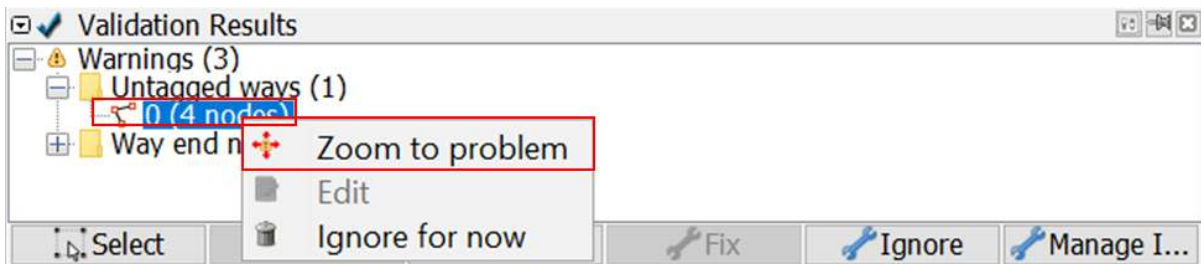 Validation Results
Warnings (3)
Untagged ways (1)
0 (4 nodes)
Way end n
Zoom to problem
Edit
Ignore for now
Select
Fix
Ignore
Manage I...